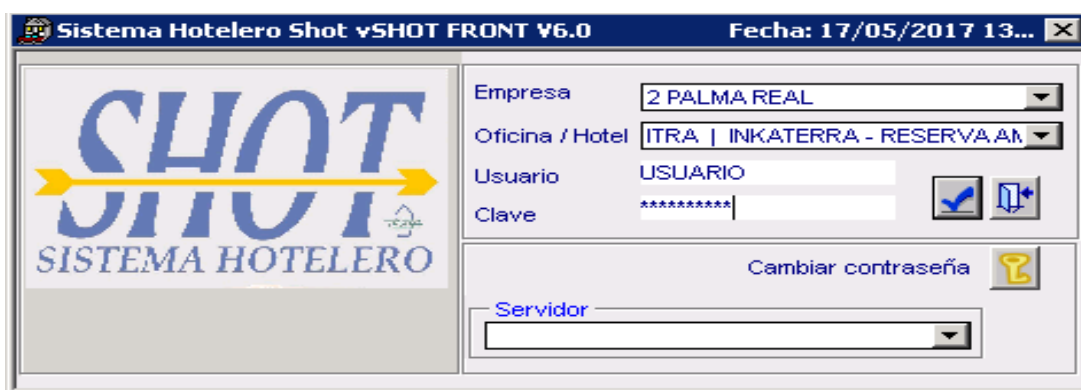 Sistema Hotelero Shot vSHOT FRONT V6.0 Fecha: 17/05/2017 13...
SHOT
SISTEMA HOTELERO
Empresa 2 PALMA REAL
Oficina / Hotel ITRA | INKATERRA - RESERVA AM
Usuario USUARIO
Clave **********
Cambiar contraseña
Servidor